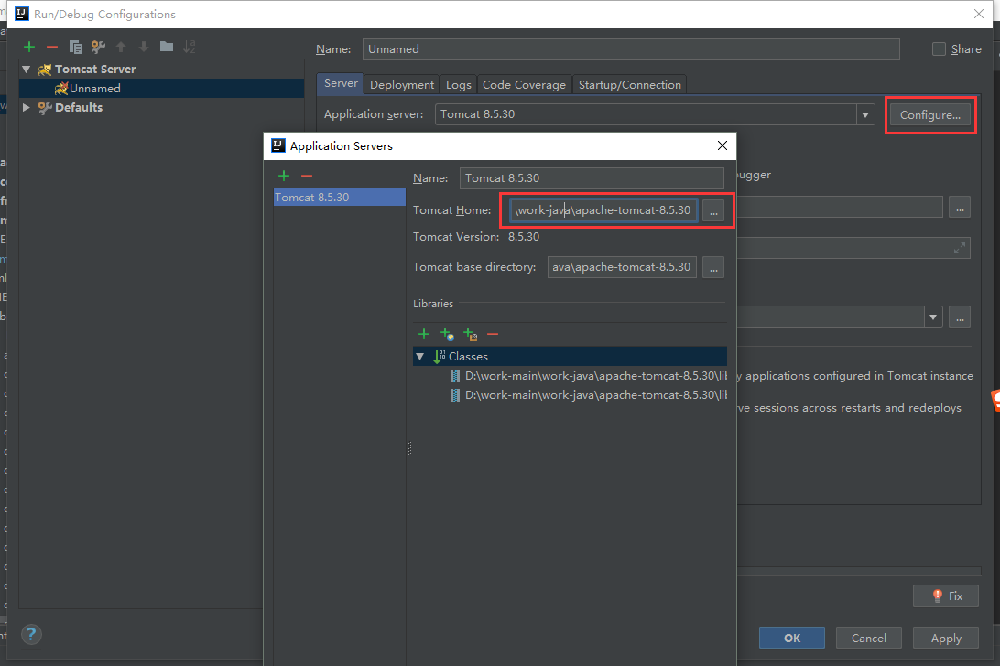 Run/Debug Configurations
Name: Unnamed
Share
Tomcat Server
Unnamed
Defaults
Server Deployment Logs Code Coverage Startup/Connection
Application server: Tomcat 8.5.30 Configure...
Application Servers
Name: Tomcat 8.5.30
Tomcat 8.5.30
Tomcat Home: \work-java\apache-tomcat-8.5.30 ...
Tomcat Version: 8.5.30
Tomcat base directory: ava\apache-tomcat-8.5.30 ...
Libraries
Classes
D:\work-main\work-java\apache-tomcat-8.5.30\lib
D:\work-main\work-java\apache-tomcat-8.5.30\lib
ugger
...
...
y applications configured in Tomcat instance
ve sessions across restarts and redeploys
Fix
?
OK Cancel Apply